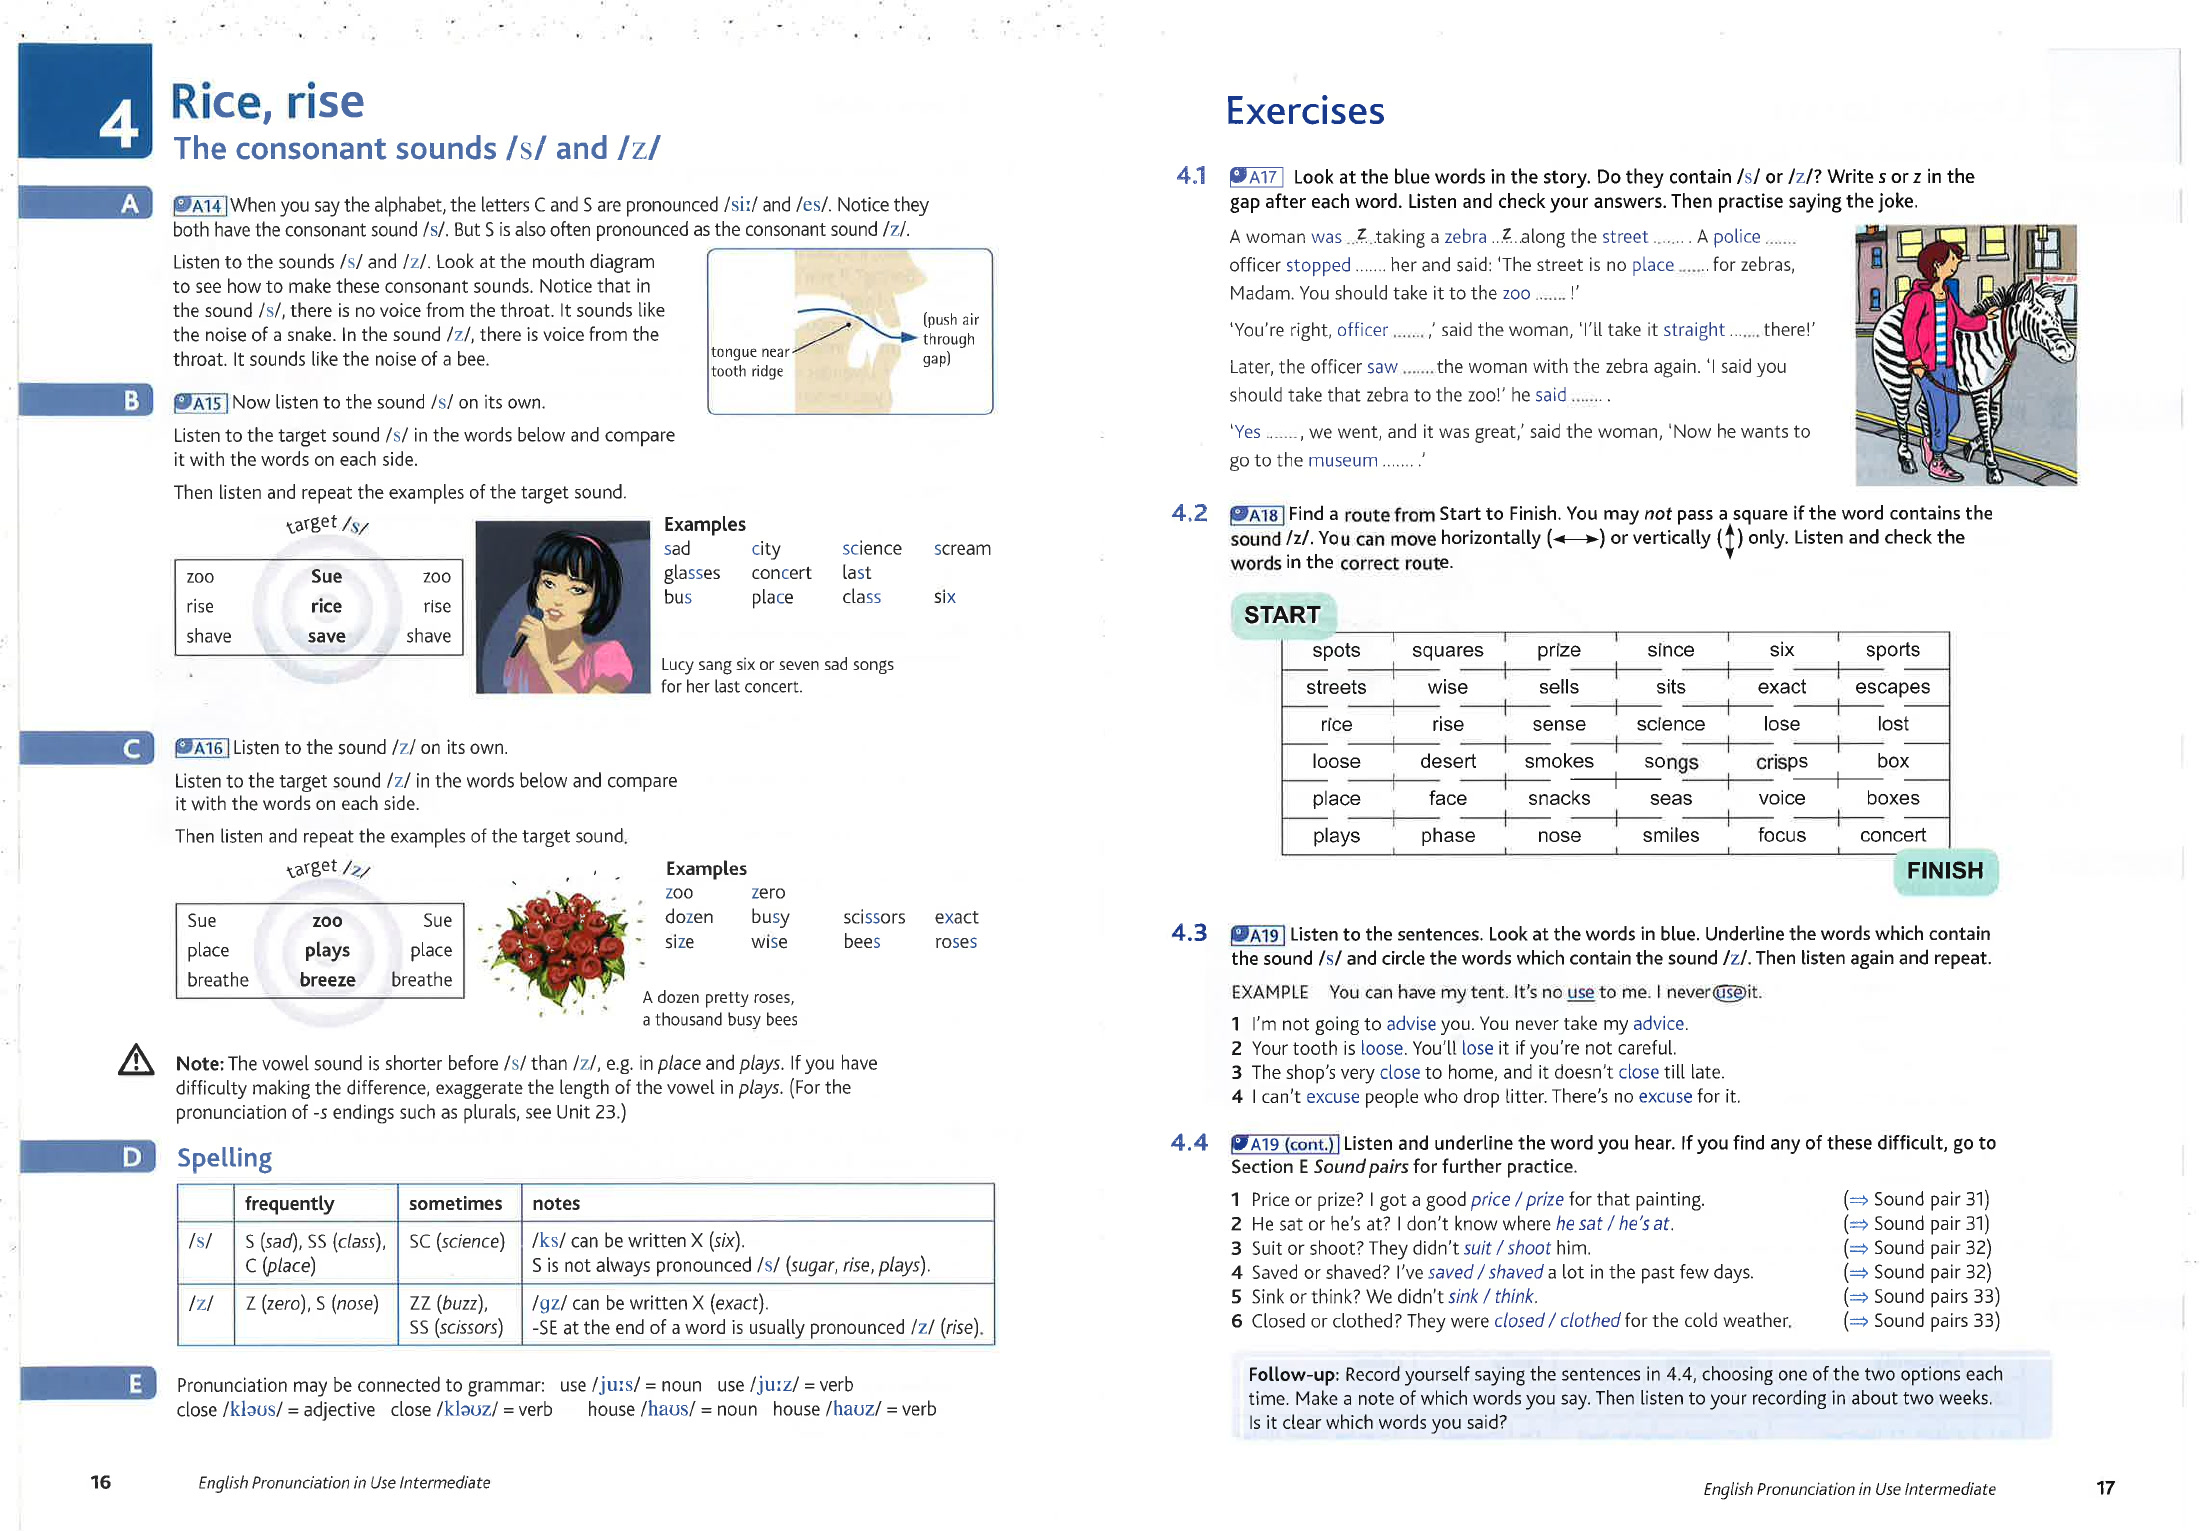 4
Rice, rise
The consonant sounds /s/ and /z/
A
A14 When you say the alphabet, the letters C and S are pronounced /siː/ and /es/. Notice they
both have the consonant sound /s/. But S is also often pronounced as the consonant sound /z/.
Listen to the sounds /s/ and /z/. Look at the mouth diagram
to see how to make these consonant sounds. Notice that in
the sound /s/, there is no voice from the throat. It sounds like
the noise of a snake. In the sound /z/, there is voice from the
throat. It sounds like the noise of a bee.
tongue near
tooth ridge
(push air
through
gap)
B
A15 Now listen to the sound /s/ on its own.
Listen to the target sound /s/ in the words below and compare
it with the words on each side.
Then listen and repeat the examples of the target sound.
target /s/
zoo Sue zoo
rise rice rise
shave save shave
Examples
sad city science scream
glasses concert last
bus place class six
Lucy sang six or seven sad songs
for her last concert.
C
A16 Listen to the sound /z/ on its own.
Listen to the target sound /z/ in the words below and compare
it with the words on each side.
Then listen and repeat the examples of the target sound.
target /z/
Sue zoo Sue
place plays place
breathe breeze breathe
Examples
zoo zero
dozen busy scissors exact
size wise bees roses
A dozen pretty roses,
a thousand busy bees
Note: The vowel sound is shorter before /s/ than /z/, e.g. in place and plays. If you have
difficulty making the difference, exaggerate the length of the vowel in plays. (For the
pronunciation of -s endings such as plurals, see Unit 23.)
D
Spelling
frequently sometimes notes
/s/ S (sad), SS (class), SC (science) /ks/ can be written X (six).
C (place) S is not always pronounced /s/ (sugar, rise, plays).
/z/ Z (zero), S (nose) ZZ (buzz), /gz/ can be written X (exact).
SS (scissors) -SE at the end of a word is usually pronounced /z/ (rise).
E
Pronunciation may be connected to grammar: use /juːs/ = noun use /juːz/ = verb
close /kləʊs/ = adjective close /kləʊz/ = verb house /haʊs/ = noun house /haʊz/ = verb
16 English Pronunciation in Use Intermediate
Exercises
4.1 A17 Look at the blue words in the story. Do they contain /s/ or /z/? Write s or z in the
gap after each word. Listen and check your answers. Then practise saying the joke.
A woman was ..z..taking a zebra ..z..along the street ........ A police .......
officer stopped ....... her and said: 'The street is no place ....... for zebras,
Madam. You should take it to the zoo ....... !'
'You're right, officer ....... ,' said the woman, 'I'll take it straight ....... there!'
Later, the officer saw .......the woman with the zebra again. 'I said you
should take that zebra to the zoo!' he said ....... .
'Yes ....... , we went, and it was great,' said the woman, 'Now he wants to
go to the museum ....... .'
4.2 A18 Find a route from Start to Finish. You may not pass a square if the word contains the
sound /z/. You can move horizontally (↔) or vertically (↕) only. Listen and check the
words in the correct route.
START
spots squares prize since six sports
streets wise sells sits exact escapes
rice rise sense science lose lost
loose desert smokes songs crisps box
place face snacks seas voice boxes
plays phase nose smiles focus concert
FINISH
4.3 A19 Listen to the sentences. Look at the words in blue. Underline the words which contain
the sound /s/ and circle the words which contain the sound /z/. Then listen again and repeat.
EXAMPLE You can have my tent. It's no use to me. I never use it.
1 I'm not going to advise you. You never take my advice.
2 Your tooth is loose. You'll lose it if you're not careful.
3 The shop's very close to home, and it doesn't close till late.
4 I can't excuse people who drop litter. There's no excuse for it.
4.4 A19 (cont.) Listen and underline the word you hear. If you find any of these difficult, go to
Section E Sound pairs for further practice.
1 Price or prize? I got a good price / prize for that painting. (⇒ Sound pair 31)
2 He sat or he's at? I don't know where he sat / he's at. (⇒ Sound pair 31)
3 Suit or shoot? They didn't suit / shoot him. (⇒ Sound pair 32)
4 Saved or shaved? I've saved / shaved a lot in the past few days. (⇒ Sound pair 32)
5 Sink or think? We didn't sink / think. (⇒ Sound pairs 33)
6 Closed or clothed? They were closed / clothed for the cold weather. (⇒ Sound pairs 33)
Follow-up: Record yourself saying the sentences in 4.4, choosing one of the two options each
time. Make a note of which words you say. Then listen to your recording in about two weeks.
Is it clear which words you said?
English Pronunciation in Use Intermediate 17